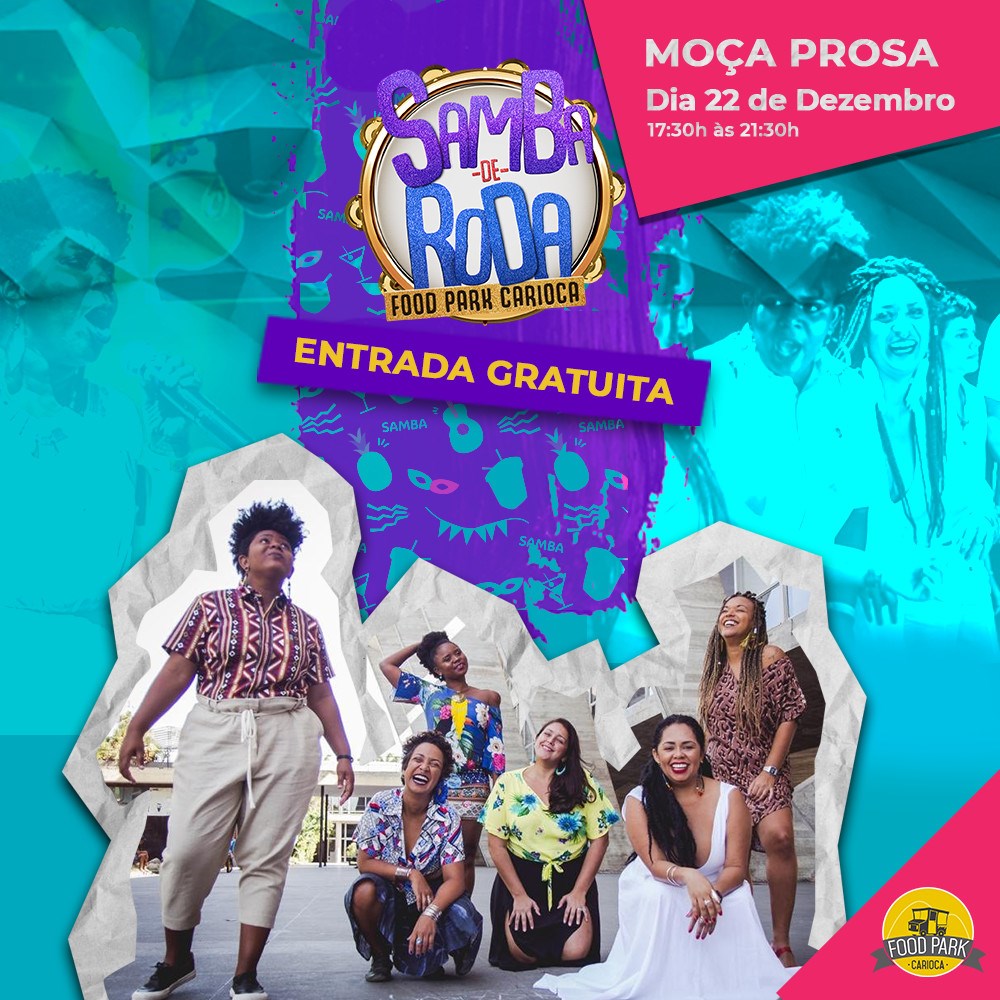 MOÇA PROSA
Dia 22 de Dezembro
17:30h às 21:30h
SAMBA
-DE-
RODA
FOOD PARK CARIOCA
ENTRADA GRATUITA
SAMBA
SAMBA
SAMBA
FOOD PARK
· CARIOCA ·